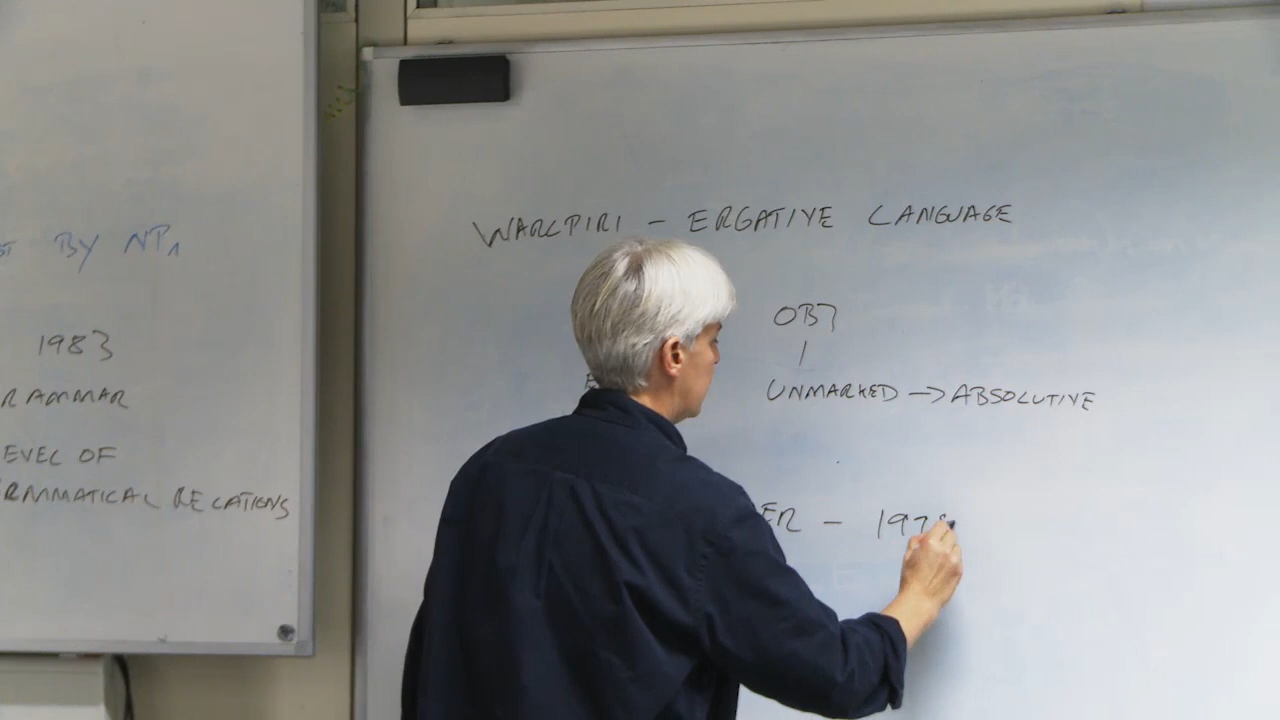 BY NP
1983
RAMMAR
EVEL OF
RAMMATICAL RELATIONS
WARLPIRI - ERGATIVE LANGUAGE
OBJ
UNMARKED → ABSOLUTIVE
ER - 197